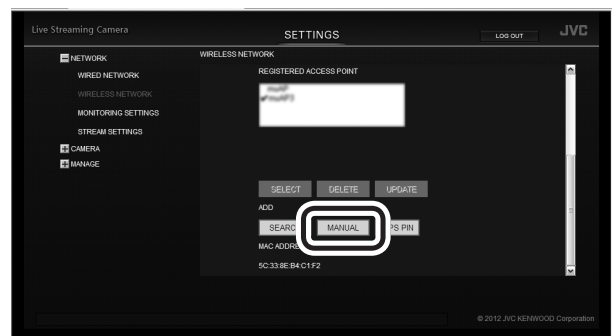 Live Streaming Camera
SETTINGS
LOG OUT
JVC
NETWORK
WIRED NETWORK
WIRELESS NETWORK
MONITORING SETTINGS
STREAM SETTINGS
CAMERA
MANAGE
WIRELESS NETWORK
REGISTERED ACCESS POINT
SELECT DELETE UPDATE
ADD
MANUAL PIN
MAC
5C:33:8E:B4:C1:F2
© 2012 JVC KENWOOD Corporation